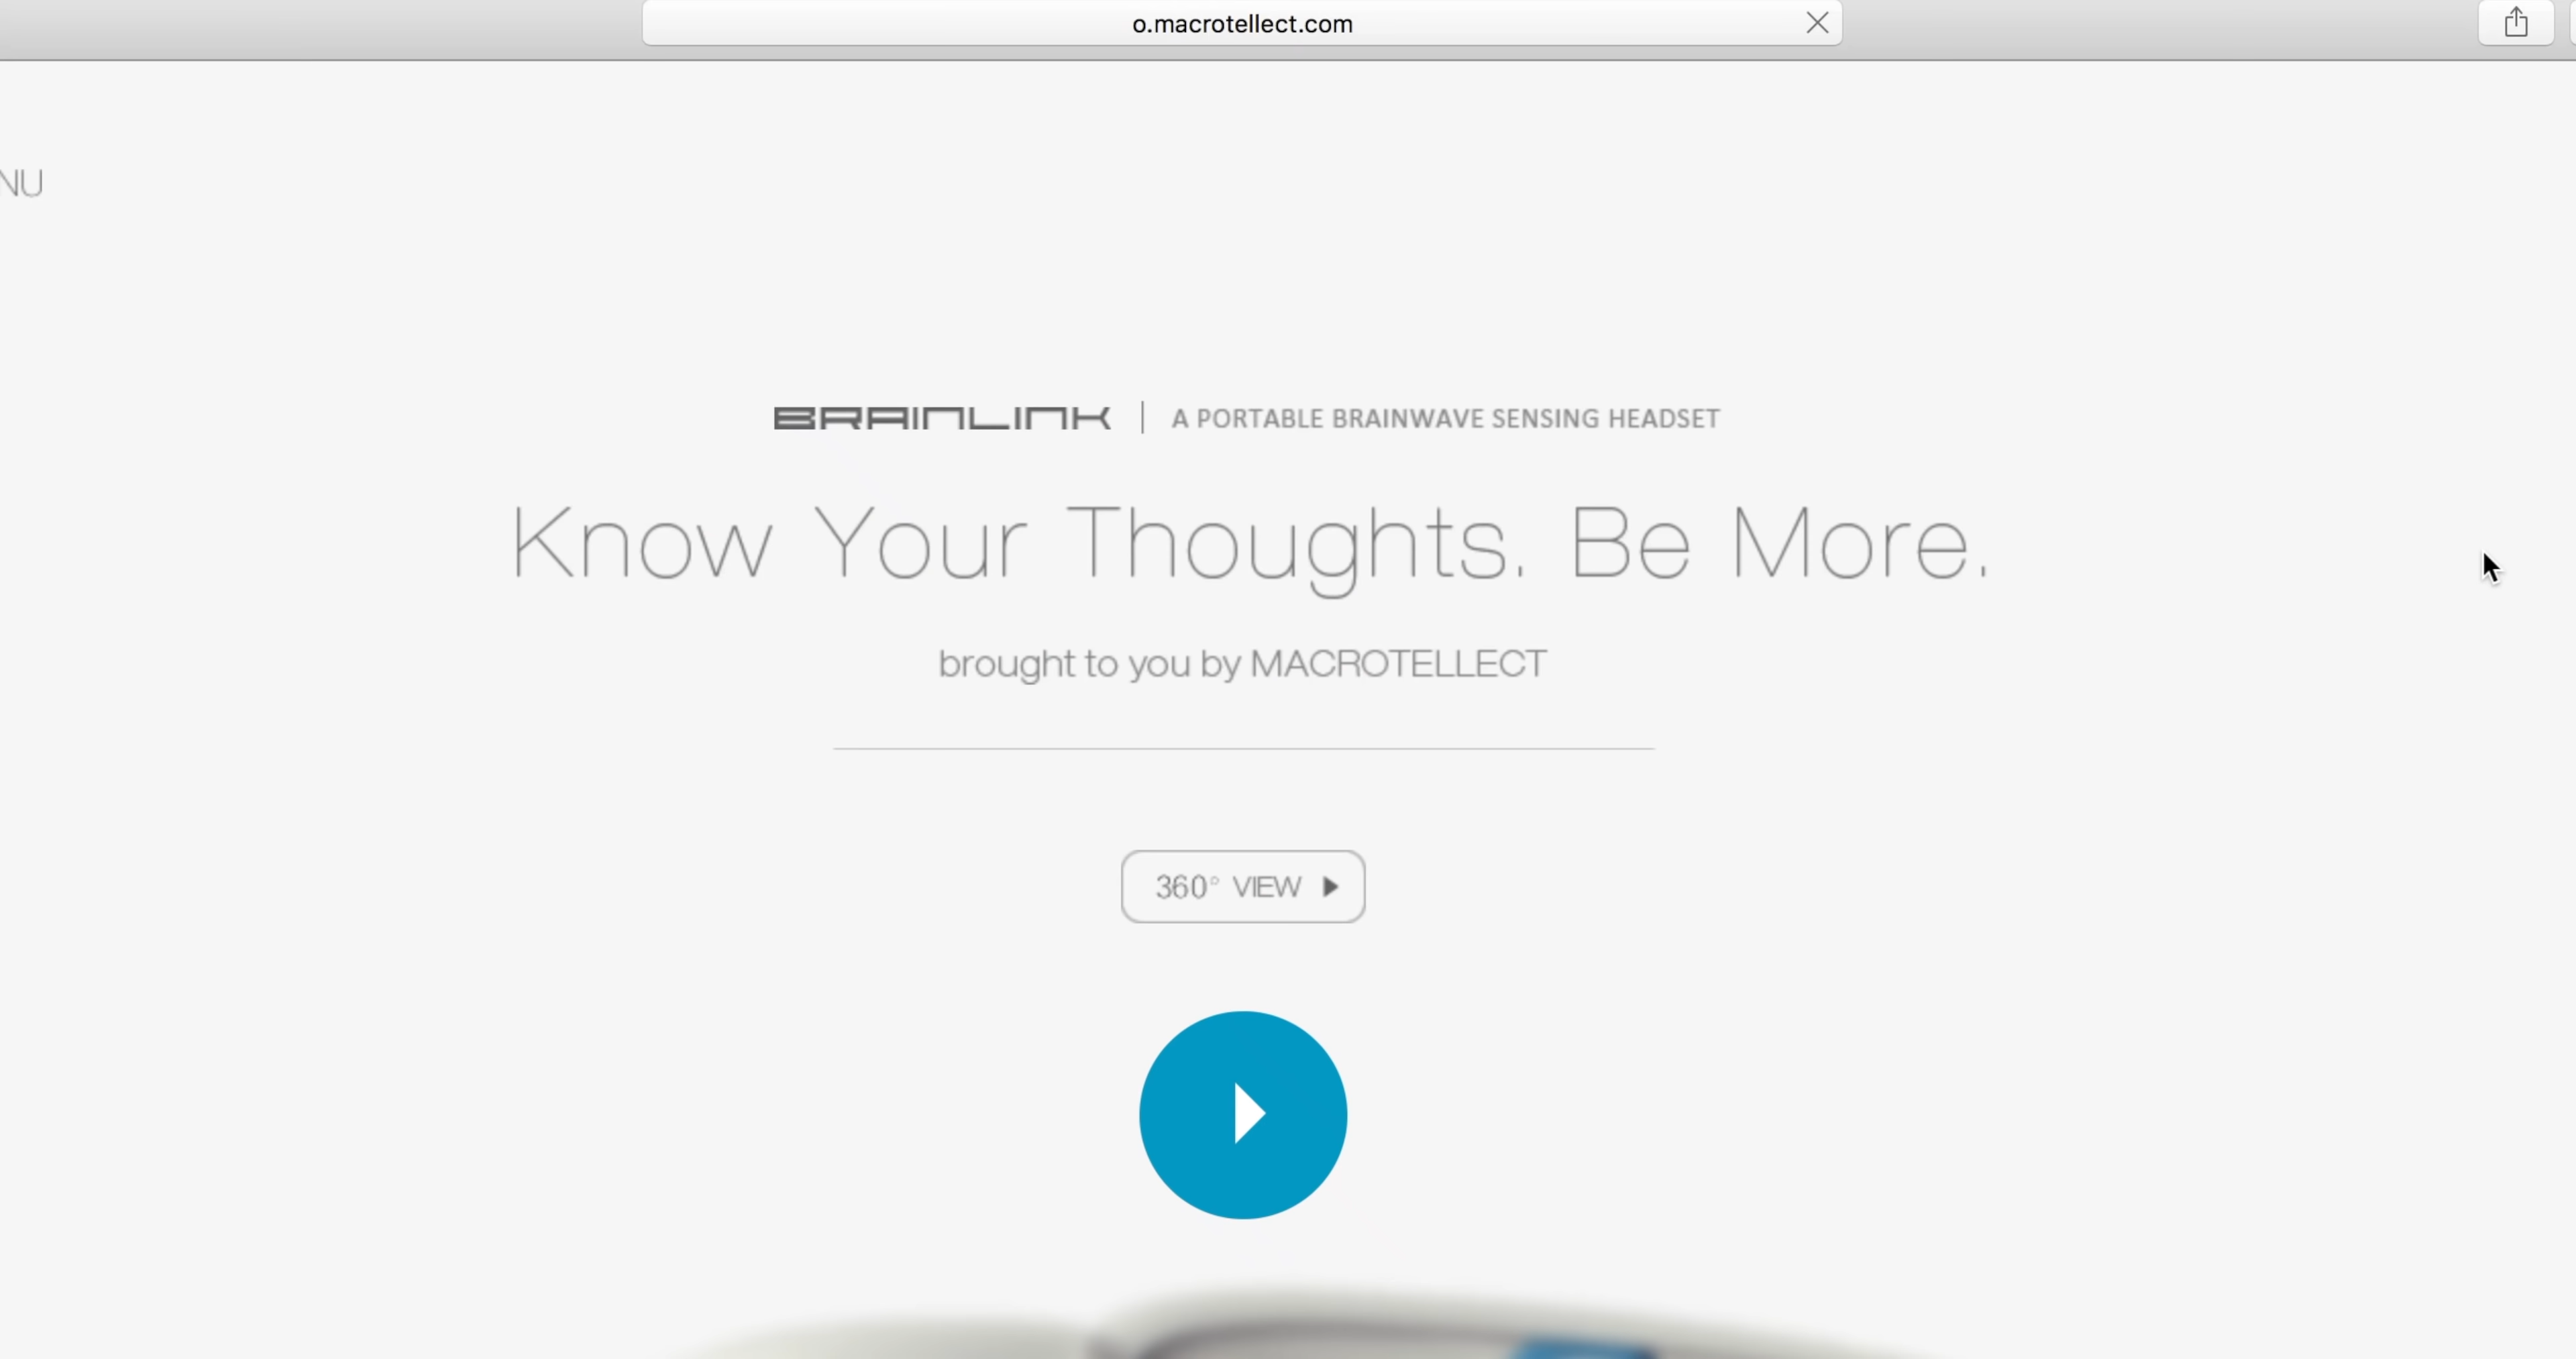 o.macrotellect.com
NU
BRAINLINK | A PORTABLE BRAINWAVE SENSING HEADSET
Know Your Thoughts. Be More.
brought to you by MACROTELLECT
360° VIEW